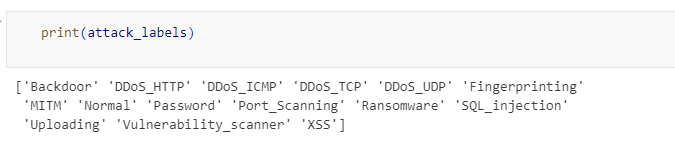 print(attack_labels)
['Backdoor' 'DDoS_HTTP' 'DDoS_ICMP' 'DDoS_TCP' 'DDoS_UDP' 'Fingerprinting'
'MITM' 'Normal' 'Password' 'Port_Scanning' 'Ransomware' 'SQL_injection'
'Uploading' 'Vulnerability_scanner' 'XSS']